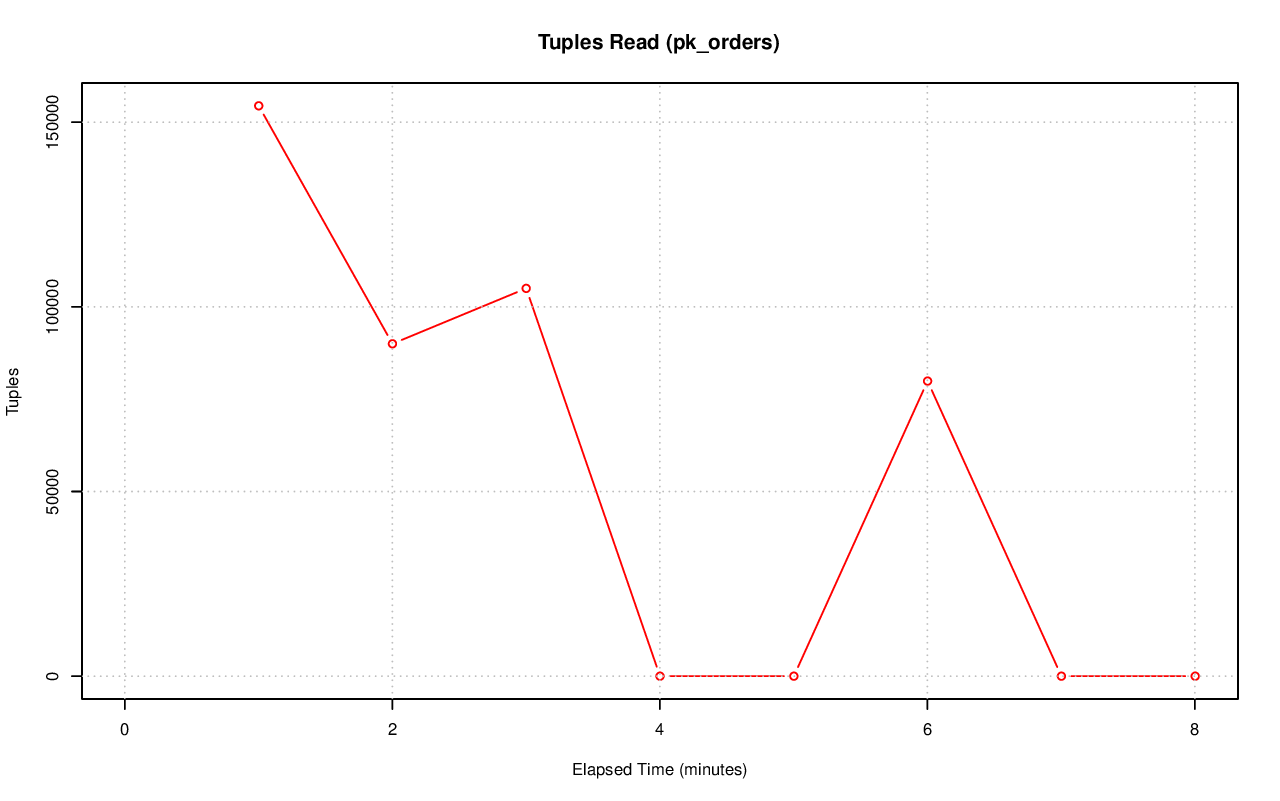 Tuples Read (pk_orders)
150000
100000
50000
0
Tuples
0 2 4 6 8
Elapsed Time (minutes)